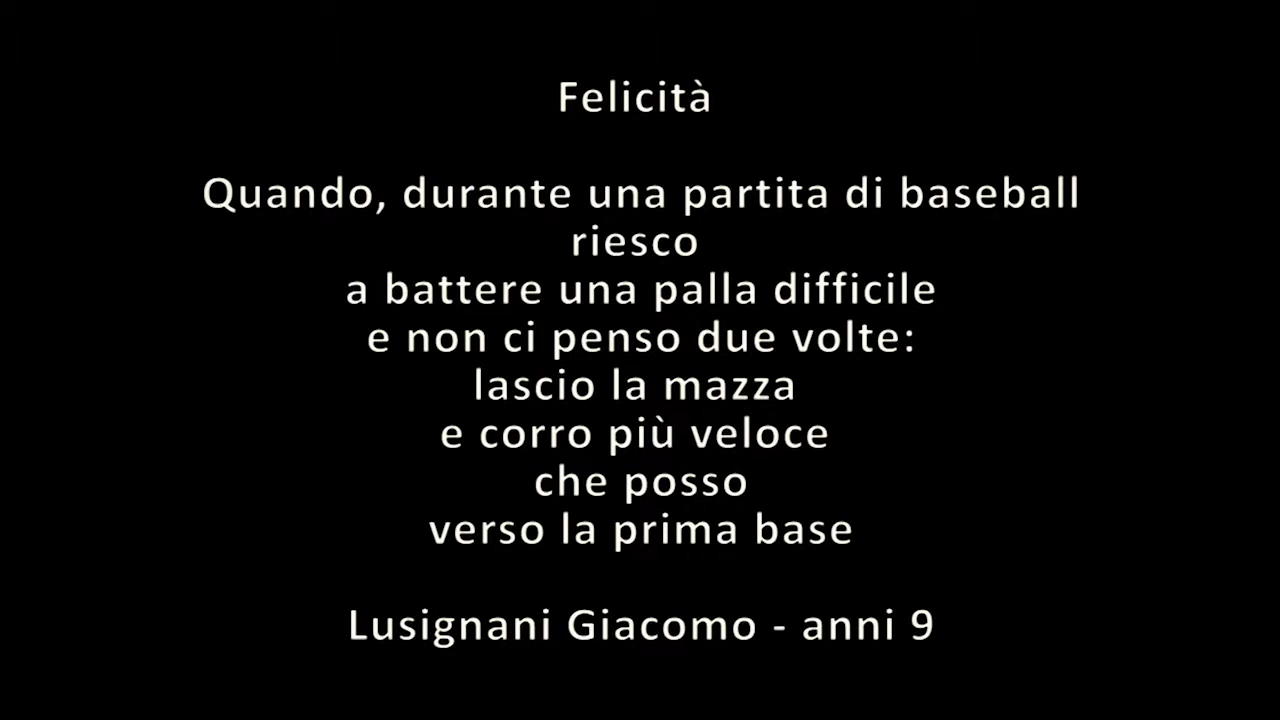 Felicità
Quando, durante una partita di baseball
riesco
a battere una palla difficile
e non ci penso due volte:
lascio la mazza
e corro più veloce
che posso
verso la prima base
Lusignani Giacomo - anni 9